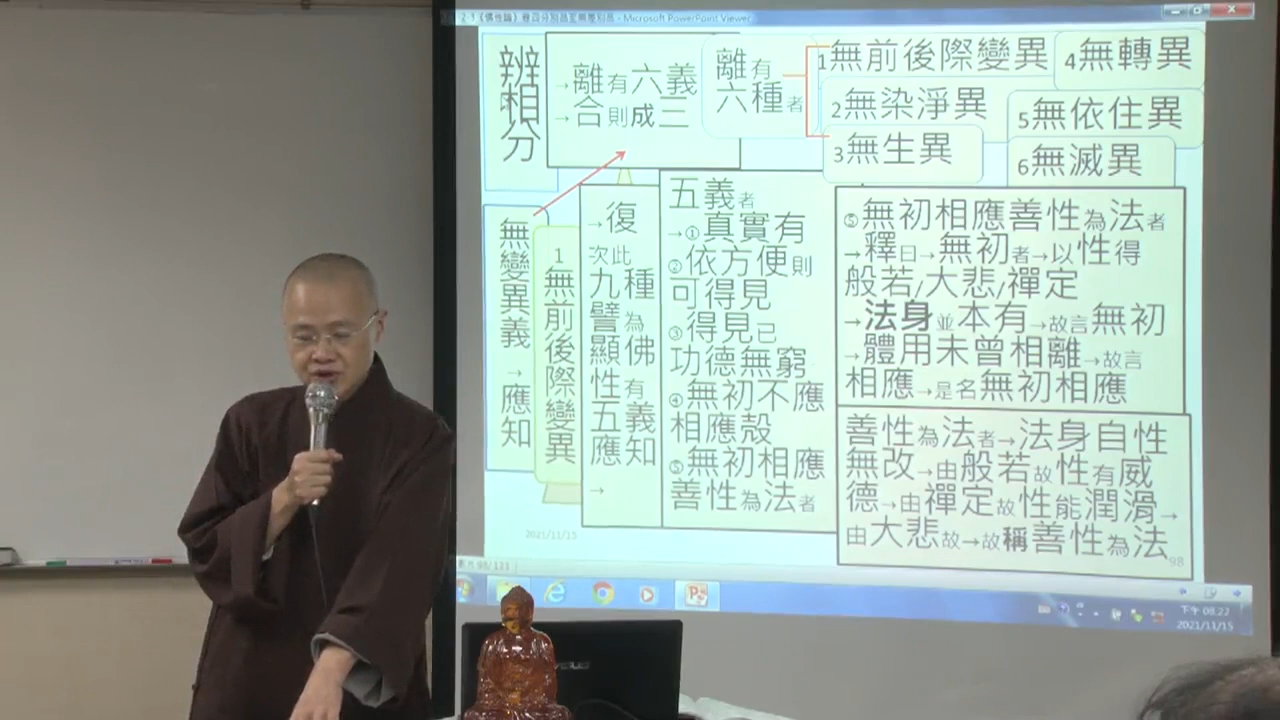 2-3《佛性論》卷四分別品至無差別品 - Microsoft PowerPoint Viewer
辨相分
→離有六義
→合則成三
離有
六種者
1無前後際變異
2無染淨異
3無生異
4無轉異
5無依住異
6無滅異
無變異義→應知
1無前後際變異
→復
次此
九種
譬為
顯佛
性有
五義
應知
→
五義者
→①真實有
②依方便則
可得見
③得見已
功德無窮
④無初不應
相應殼
⑤無初相應
善性為法者
⑤無初相應善性為法者
→釋曰→無初者→以性得
般若/大悲/禪定
→法身並本有→故言無初
→體用未曾相離→故言
相應→是名無初相應
善性為法者→法身自性
無改→由般若故性有威
德→由禪定故性能潤滑→
由大悲故→故稱善性為法
2021/11/15
98
98/133
下午 08:22
2021/11/15